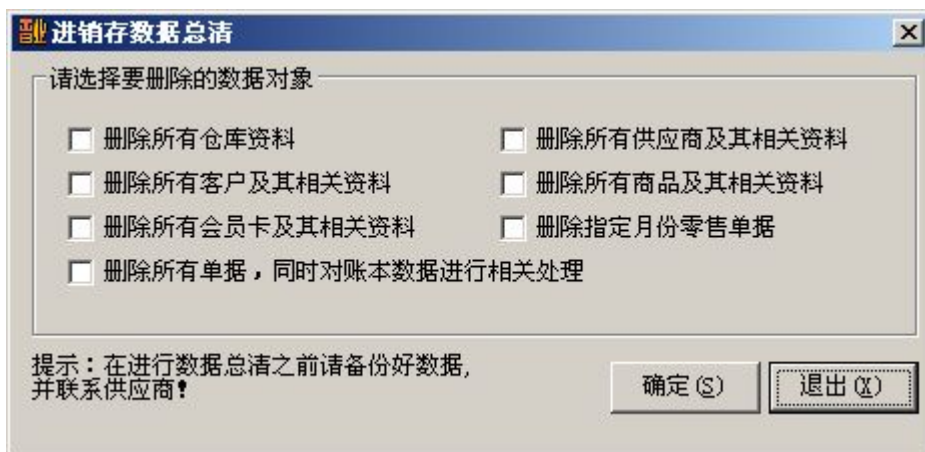 进销存数据总清
请选择要删除的数据对象
删除所有仓库资料
删除所有供应商及其相关资料
删除所有客户及其相关资料
删除所有商品及其相关资料
删除所有会员卡及其相关资料
删除指定月份零售单据
删除所有单据，同时对账本数据进行相关处理
提示：在进行数据总清之前请备份好数据，
并联系供应商！
确定(S)
退出(X)